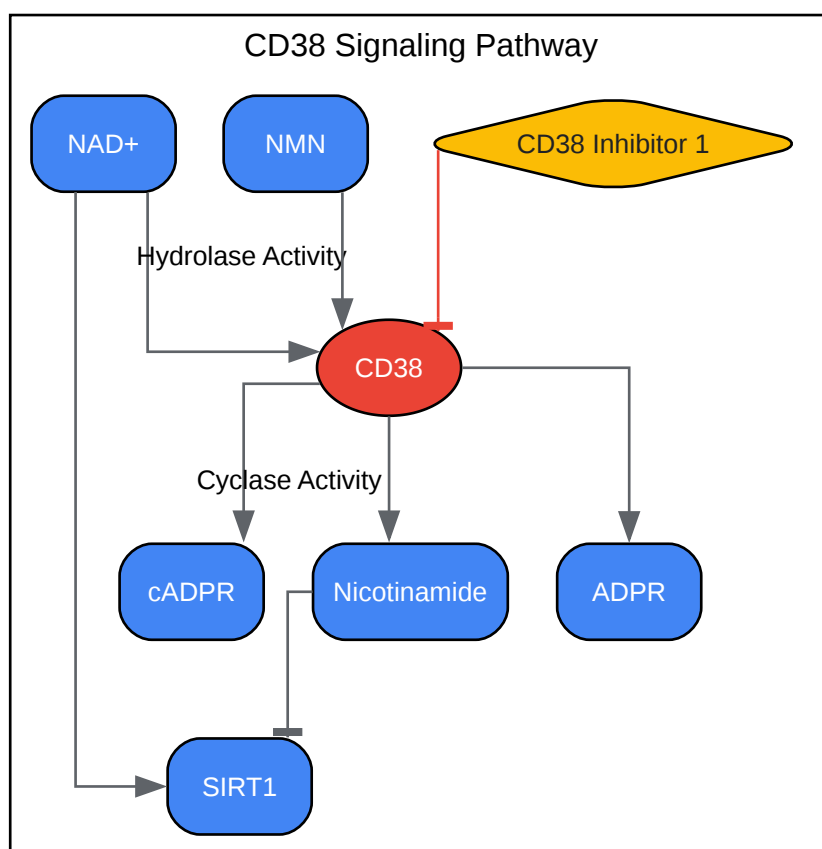 CD38 Signaling Pathway
NAD+
NMN
CD38 Inhibitor 1
Hydrolase Activity
CD38
Cyclase Activity
cADPR
Nicotinamide
ADPR
SIRT1